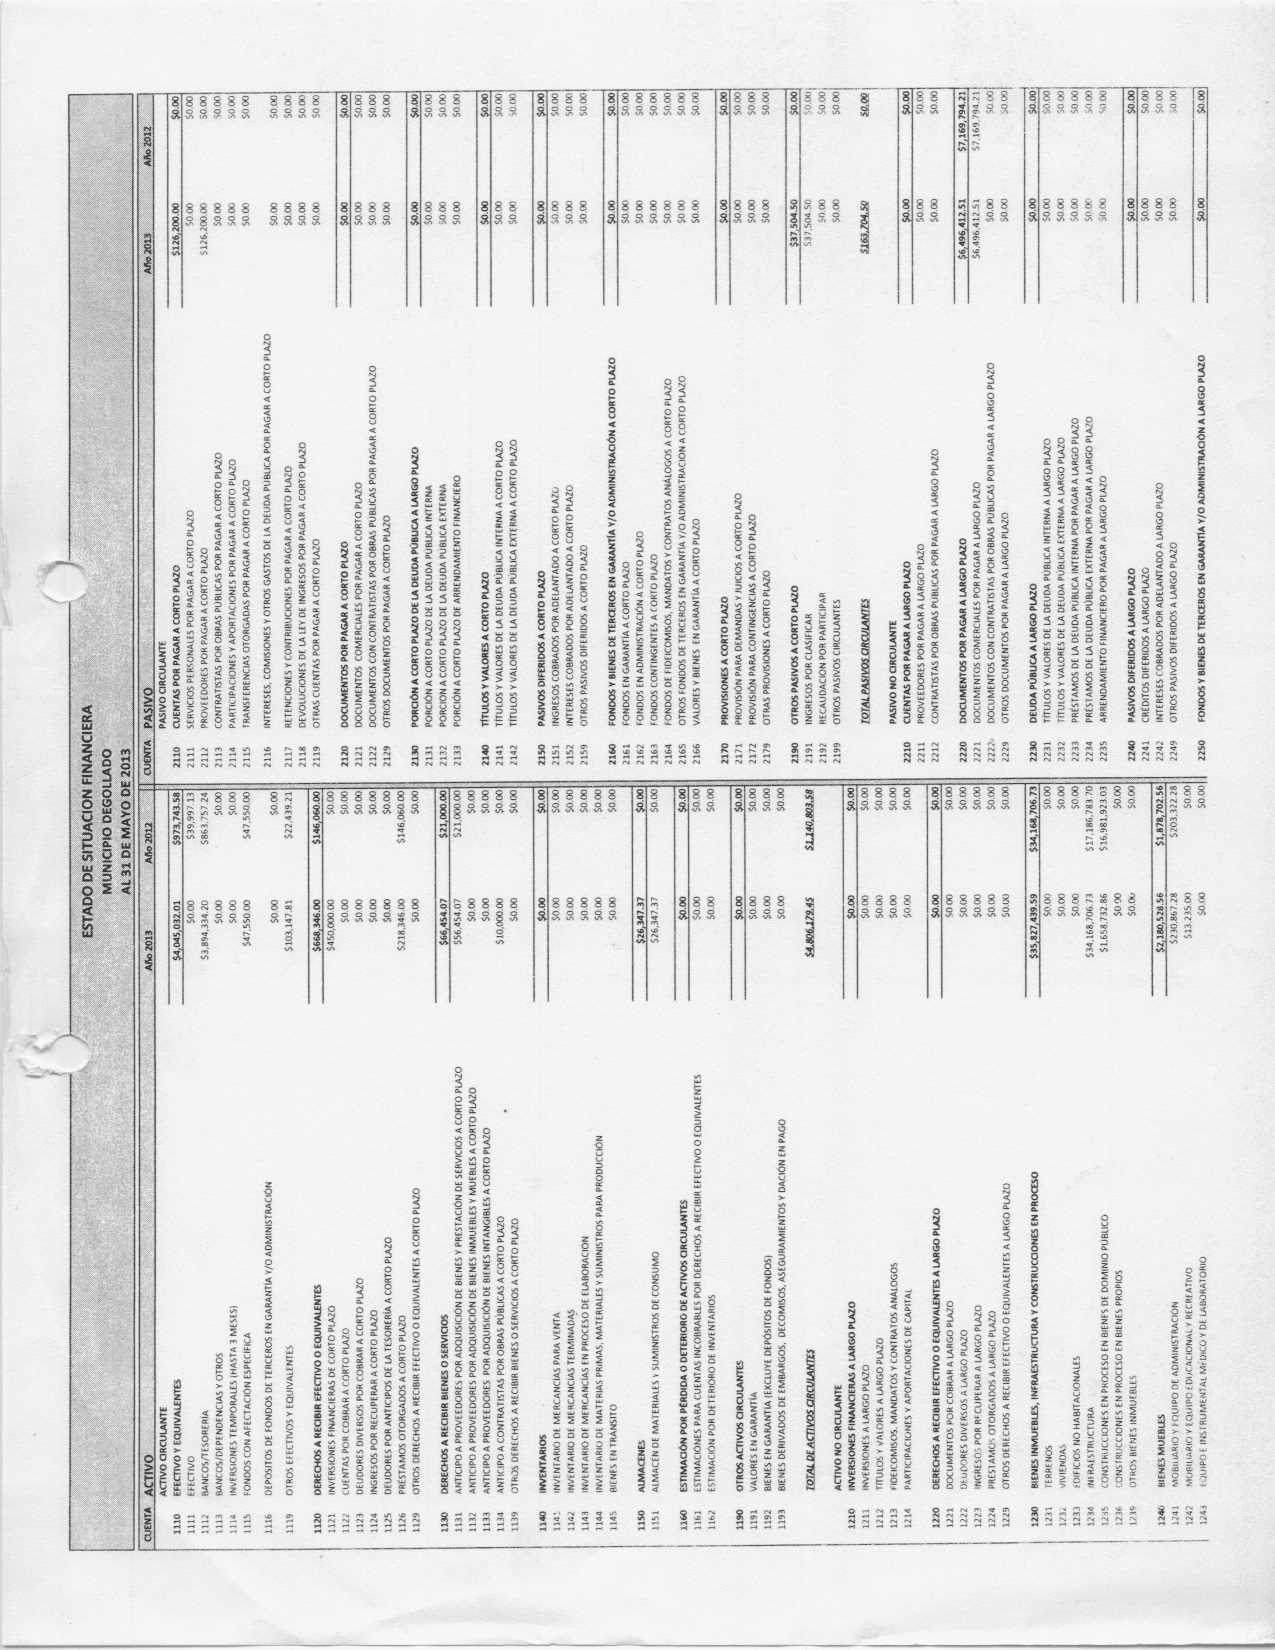 ESTADO DE SITUACION FINANCIERA
MUNICIPIO DEGOLLADO
AL 31 DE MAYO DE 2013
CUENTA ACTIVO Año 2013 Año 2012
ACTIVO CIRCULANTE
1110 EFECTIVO Y EQUIVALENTES $4,045,032.01 $973,743.58
1111 EFECTIVO $0.00 $39,997.13
1112 BANCOS/TESORERÍA $3,894,334.20 $863,757.24
1113 BANCOS/DEPENDENCIAS Y OTROS $0.00 $0.00
1114 INVERSIONES TEMPORALES (HASTA 3 MESES) $0.00 $0.00
1115 FONDOS CON AFECTACIÓN ESPECÍFICA $47,550.00 $47,550.00
1116 DEPÓSITOS DE FONDOS DE TERCEROS EN GARANTÍA Y/O ADMINISTRACIÓN $0.00 $0.00
1119 OTROS EFECTIVOS Y EQUIVALENTES $103,147.81 $22,439.21
1120 DERECHOS A RECIBIR EFECTIVO O EQUIVALENTES $668,346.00 $146,060.00
1121 INVERSIONES FINANCIERAS DE CORTO PLAZO $450,000.00 $0.00
1122 CUENTAS POR COBRAR A CORTO PLAZO $0.00 $0.00
1123 DEUDORES DIVERSOS POR COBRAR A CORTO PLAZO $0.00 $0.00
1124 INGRESOS POR RECUPERAR A CORTO PLAZO $0.00 $0.00
1125 DEUDORES POR ANTICIPOS DE LA TESORERÍA A CORTO PLAZO $0.00 $0.00
1126 PRÉSTAMOS OTORGADOS A CORTO PLAZO $218,346.00 $146,060.00
1129 OTROS DERECHOS A RECIBIR EFECTIVO O EQUIVALENTES A CORTO PLAZO $0.00 $0.00
1130 DERECHOS A RECIBIR BIENES O SERVICIOS $66,454.07 $21,000.00
1131 ANTICIPO A PROVEEDORES POR ADQUISICIÓN DE BIENES Y PRESTACIÓN DE SERVICIOS A CORTO PLAZO $56,454.07 $21,000.00
1132 ANTICIPO A PROVEEDORES POR ADQUISICIÓN DE BIENES INMUEBLES Y MUEBLES A CORTO PLAZO $0.00 $0.00
1133 ANTICIPO A PROVEEDORES POR ADQUISICIÓN DE BIENES INTANGIBLES A CORTO PLAZO $0.00 $0.00
1134 ANTICIPO A CONTRATISTAS POR OBRAS PÚBLICAS A CORTO PLAZO $10,000.00 $0.00
1139 OTROS DERECHOS A RECIBIR BIENES O SERVICIOS A CORTO PLAZO $0.00 $0.00
1140 INVENTARIOS $0.00 $0.00
1141 INVENTARIO DE MERCANCÍAS PARA VENTA $0.00 $0.00
1142 INVENTARIO DE MERCANCÍAS TERMINADAS $0.00 $0.00
1143 INVENTARIO DE MERCANCÍAS EN PROCESO DE ELABORACIÓN $0.00 $0.00
1144 INVENTARIO DE MATERIAS PRIMAS, MATERIALES Y SUMINISTROS PARA PRODUCCIÓN $0.00 $0.00
1145 BIENES EN TRÁNSITO $0.00 $0.00
1150 ALMACENES $26,347.37 $0.00
1151 ALMACÉN DE MATERIALES Y SUMINISTROS DE CONSUMO $26,347.37 $0.00
1160 ESTIMACIÓN POR PÉRDIDA O DETERIORO DE ACTIVOS CIRCULANTES $0.00 $0.00
1161 ESTIMACIONES PARA CUENTAS INCOBRABLES POR DERECHOS A RECIBIR EFECTIVO O EQUIVALENTES $0.00 $0.00
1162 ESTIMACIÓN POR DETERIORO DE INVENTARIOS $0.00 $0.00
1190 OTROS ACTIVOS CIRCULANTES $0.00 $0.00
1191 VALORES EN GARANTÍA $0.00 $0.00
1192 BIENES EN GARANTÍA (EXCLUYE DEPÓSITOS DE FONDOS) $0.00 $0.00
1193 BIENES DERIVADOS DE EMBARGOS, DECOMISOS, ASEGURAMIENTOS Y DACIÓN EN PAGO $0.00 $0.00
TOTAL DE ACTIVOS CIRCULANTES $4,806,179.45 $1,140,803.58
ACTIVO NO CIRCULANTE
1210 INVERSIONES FINANCIERAS A LARGO PLAZO $0.00 $0.00
1211 INVERSIONES A LARGO PLAZO $0.00 $0.00
1212 TÍTULOS Y VALORES A LARGO PLAZO $0.00 $0.00
1213 FIDEICOMISOS, MANDATOS Y CONTRATOS ANÁLOGOS $0.00 $0.00
1214 PARTICIPACIONES Y APORTACIONES DE CAPITAL $0.00 $0.00
1220 DERECHOS A RECIBIR EFECTIVO O EQUIVALENTES A LARGO PLAZO $0.00 $0.00
1221 DOCUMENTOS POR COBRAR A LARGO PLAZO $0.00 $0.00
1222 DEUDORES DIVERSOS A LARGO PLAZO $0.00 $0.00
1223 INGRESOS POR RECUPERAR A LARGO PLAZO $0.00 $0.00
1224 PRÉSTAMOS OTORGADOS A LARGO PLAZO $0.00 $0.00
1229 OTROS DERECHOS A RECIBIR EFECTIVO O EQUIVALENTES A LARGO PLAZO $0.00 $0.00
1230 BIENES INMUEBLES, INFRAESTRUCTURA Y CONSTRUCCIONES EN PROCESO $35,827,439.59 $34,168,706.73
1231 TERRENOS $0.00 $0.00
1232 VIVIENDAS $0.00 $0.00
1233 EDIFICIOS NO HABITACIONALES $0.00 $0.00
1234 INFRAESTRUCTURA $34,168,706.73 $17,186,783.70
1235 CONSTRUCCIONES EN PROCESO EN BIENES DE DOMINIO PÚBLICO $1,658,732.86 $16,981,923.03
1236 CONSTRUCCIONES EN PROCESO EN BIENES PROPIOS $0.00 $0.00
1239 OTROS BIENES INMUEBLES $0.00 $0.00
1240 BIENES MUEBLES $2,180,528.56 $1,878,702.56
1241 MOBILIARIO Y EQUIPO DE ADMINISTRACIÓN $230,867.28 $203,322.28
1242 MOBILIARIO Y EQUIPO EDUCACIONAL Y RECREATIVO $13,235.00 $0.00
1243 EQUIPO E INSTRUMENTAL MÉDICO Y DE LABORATORIO $0.00 $0.00
CUENTA PASIVO Año 2013 Año 2012
PASIVO CIRCULANTE
2110 CUENTAS POR PAGAR A CORTO PLAZO $126,200.00 $0.00
2111 SERVICIOS PERSONALES POR PAGAR A CORTO PLAZO $0.00 $0.00
2112 PROVEEDORES POR PAGAR A CORTO PLAZO $126,200.00 $0.00
2113 CONTRATISTAS POR OBRAS PÚBLICAS POR PAGAR A CORTO PLAZO $0.00 $0.00
2114 PARTICIPACIONES Y APORTACIONES POR PAGAR A CORTO PLAZO $0.00 $0.00
2115 TRANSFERENCIAS OTORGADAS POR PAGAR A CORTO PLAZO $0.00 $0.00
2116 INTERESES, COMISIONES Y OTROS GASTOS DE LA DEUDA PÚBLICA POR PAGAR A CORTO PLAZO $0.00 $0.00
2117 RETENCIONES Y CONTRIBUCIONES POR PAGAR A CORTO PLAZO $0.00 $0.00
2118 DEVOLUCIONES DE LA LEY DE INGRESOS POR PAGAR A CORTO PLAZO $0.00 $0.00
2119 OTRAS CUENTAS POR PAGAR A CORTO PLAZO $0.00 $0.00
2120 DOCUMENTOS POR PAGAR A CORTO PLAZO $0.00 $0.00
2121 DOCUMENTOS COMERCIALES POR PAGAR A CORTO PLAZO $0.00 $0.00
2122 DOCUMENTOS CON CONTRATISTAS POR OBRAS PÚBLICAS POR PAGAR A CORTO PLAZO $0.00 $0.00
2129 OTROS DOCUMENTOS POR PAGAR A CORTO PLAZO $0.00 $0.00
2130 PORCIÓN A CORTO PLAZO DE LA DEUDA PÚBLICA A LARGO PLAZO $0.00 $0.00
2131 PORCIÓN A CORTO PLAZO DE LA DEUDA PÚBLICA INTERNA $0.00 $0.00
2132 PORCIÓN A CORTO PLAZO DE LA DEUDA PÚBLICA EXTERNA $0.00 $0.00
2133 PORCIÓN A CORTO PLAZO DE ARRENDAMIENTO FINANCIERO $0.00 $0.00
2140 TÍTULOS Y VALORES A CORTO PLAZO $0.00 $0.00
2141 TÍTULOS Y VALORES DE LA DEUDA PÚBLICA INTERNA A CORTO PLAZO $0.00 $0.00
2142 TÍTULOS Y VALORES DE LA DEUDA PÚBLICA EXTERNA A CORTO PLAZO $0.00 $0.00
2150 PASIVOS DIFERIDOS A CORTO PLAZO $0.00 $0.00
2151 INGRESOS COBRADOS POR ADELANTADO A CORTO PLAZO $0.00 $0.00
2152 INTERESES COBRADOS POR ADELANTADO A CORTO PLAZO $0.00 $0.00
2159 OTROS PASIVOS DIFERIDOS A CORTO PLAZO $0.00 $0.00
2160 FONDOS Y BIENES DE TERCEROS EN GARANTÍA Y/O ADMINISTRACIÓN A CORTO PLAZO $0.00 $0.00
2161 FONDOS EN GARANTÍA A CORTO PLAZO $0.00 $0.00
2162 FONDOS EN ADMINISTRACIÓN A CORTO PLAZO $0.00 $0.00
2163 FONDOS CONTINGENTES A CORTO PLAZO $0.00 $0.00
2164 FONDOS DE FIDEICOMISOS, MANDATOS Y CONTRATOS ANÁLOGOS A CORTO PLAZO $0.00 $0.00
2165 OTROS FONDOS DE TERCEROS EN GARANTÍA Y/O ADMINISTRACIÓN A CORTO PLAZO $0.00 $0.00
2166 VALORES Y BIENES EN GARANTÍA A CORTO PLAZO $0.00 $0.00
2170 PROVISIONES A CORTO PLAZO $0.00 $0.00
2171 PROVISIÓN PARA DEMANDAS Y JUICIOS A CORTO PLAZO $0.00 $0.00
2172 PROVISIÓN PARA CONTINGENCIAS A CORTO PLAZO $0.00 $0.00
2179 OTRAS PROVISIONES A CORTO PLAZO $0.00 $0.00
2190 OTROS PASIVOS A CORTO PLAZO $37,504.50 $0.00
2191 INGRESOS POR CLASIFICAR $37,504.50 $0.00
2192 RECAUDACIÓN POR PARTICIPAR $0.00 $0.00
2199 OTROS PASIVOS CIRCULANTES $0.00 $0.00
TOTAL PASIVOS CIRCULANTES $163,704.50 $0.00
PASIVO NO CIRCULANTE
2210 CUENTAS POR PAGAR A LARGO PLAZO $0.00 $0.00
2211 PROVEEDORES POR PAGAR A LARGO PLAZO $0.00 $0.00
2212 CONTRATISTAS POR OBRAS PÚBLICAS POR PAGAR A LARGO PLAZO $0.00 $0.00
2220 DOCUMENTOS POR PAGAR A LARGO PLAZO $6,496,412.51 $7,169,794.21
2221 DOCUMENTOS COMERCIALES POR PAGAR A LARGO PLAZO $6,496,412.51 $7,169,794.21
2222 DOCUMENTOS CON CONTRATISTAS POR OBRAS PÚBLICAS POR PAGAR A LARGO PLAZO $0.00 $0.00
2229 OTROS DOCUMENTOS POR PAGAR A LARGO PLAZO $0.00 $0.00
2230 DEUDA PÚBLICA A LARGO PLAZO $0.00 $0.00
2231 TÍTULOS Y VALORES DE LA DEUDA PÚBLICA INTERNA A LARGO PLAZO $0.00 $0.00
2232 TÍTULOS Y VALORES DE LA DEUDA PÚBLICA EXTERNA A LARGO PLAZO $0.00 $0.00
2233 PRÉSTAMOS DE LA DEUDA PÚBLICA INTERNA POR PAGAR A LARGO PLAZO $0.00 $0.00
2234 PRÉSTAMOS DE LA DEUDA PÚBLICA EXTERNA POR PAGAR A LARGO PLAZO $0.00 $0.00
2235 ARRENDAMIENTO FINANCIERO POR PAGAR A LARGO PLAZO $0.00 $0.00
2240 PASIVOS DIFERIDOS A LARGO PLAZO $0.00 $0.00
2241 CRÉDITOS DIFERIDOS A LARGO PLAZO $0.00 $0.00
2242 INTERESES COBRADOS POR ADELANTADO A LARGO PLAZO $0.00 $0.00
2249 OTROS PASIVOS DIFERIDOS A LARGO PLAZO $0.00 $0.00
2250 FONDOS Y BIENES DE TERCEROS EN GARANTÍA Y/O ADMINISTRACIÓN A LARGO PLAZO $0.00 $0.00